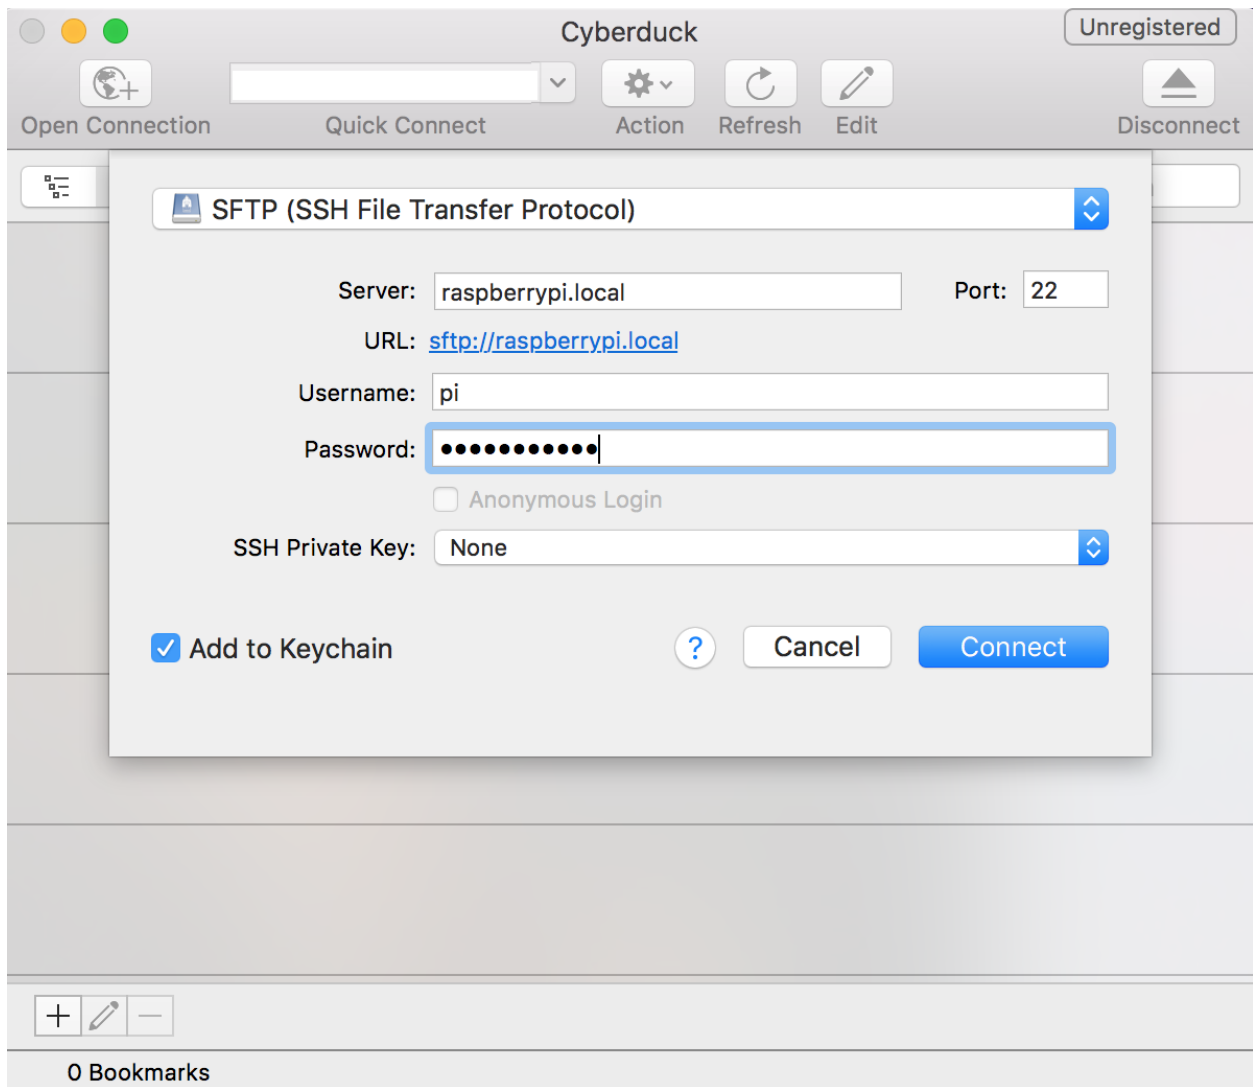 Cyberduck
Unregistered
Open Connection
Quick Connect
Action
Refresh
Edit
Disconnect
SFTP (SSH File Transfer Protocol)
Server: raspberrypi.local Port: 22
URL: sftp://raspberrypi.local
Username: pi
Password: •••••••••••
Anonymous Login
SSH Private Key: None
Add to Keychain
? Cancel Connect
0 Bookmarks